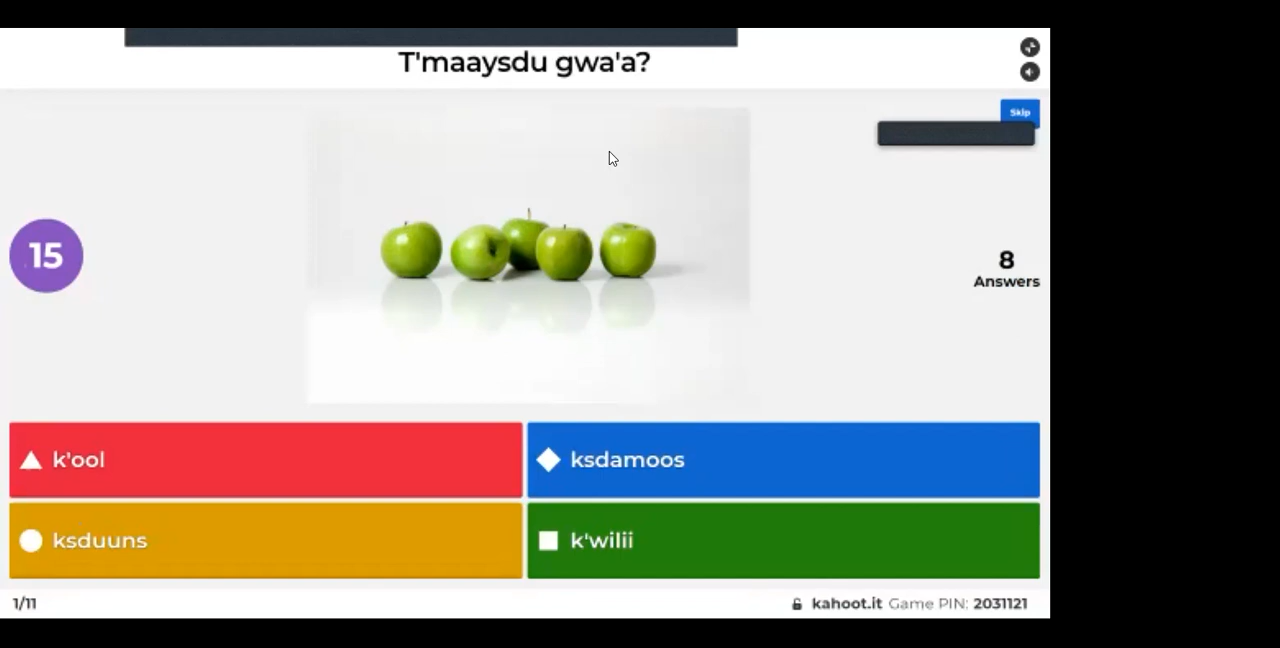 T'maaysdu gwa'a?
Skip
15
8
Answers
k'ool
ksdamoos
ksduuns
k'wilii
1/11
kahoot.it Game PIN: 2031121